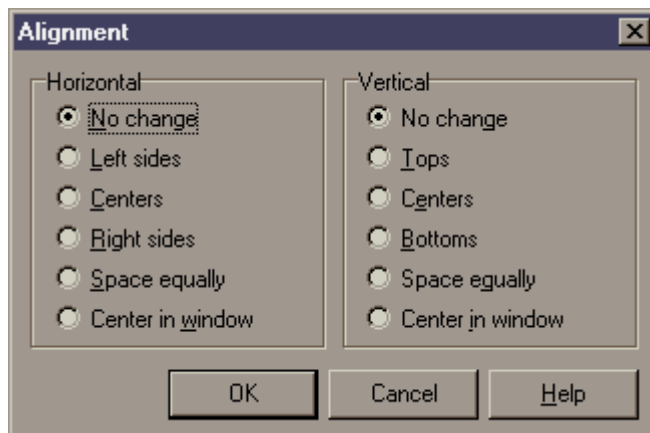 Alignment
Horizontal
No change
Left sides
Centers
Right sides
Space equally
Center in window
Vertical
No change
Tops
Centers
Bottoms
Space equally
Center in window
OK
Cancel
Help